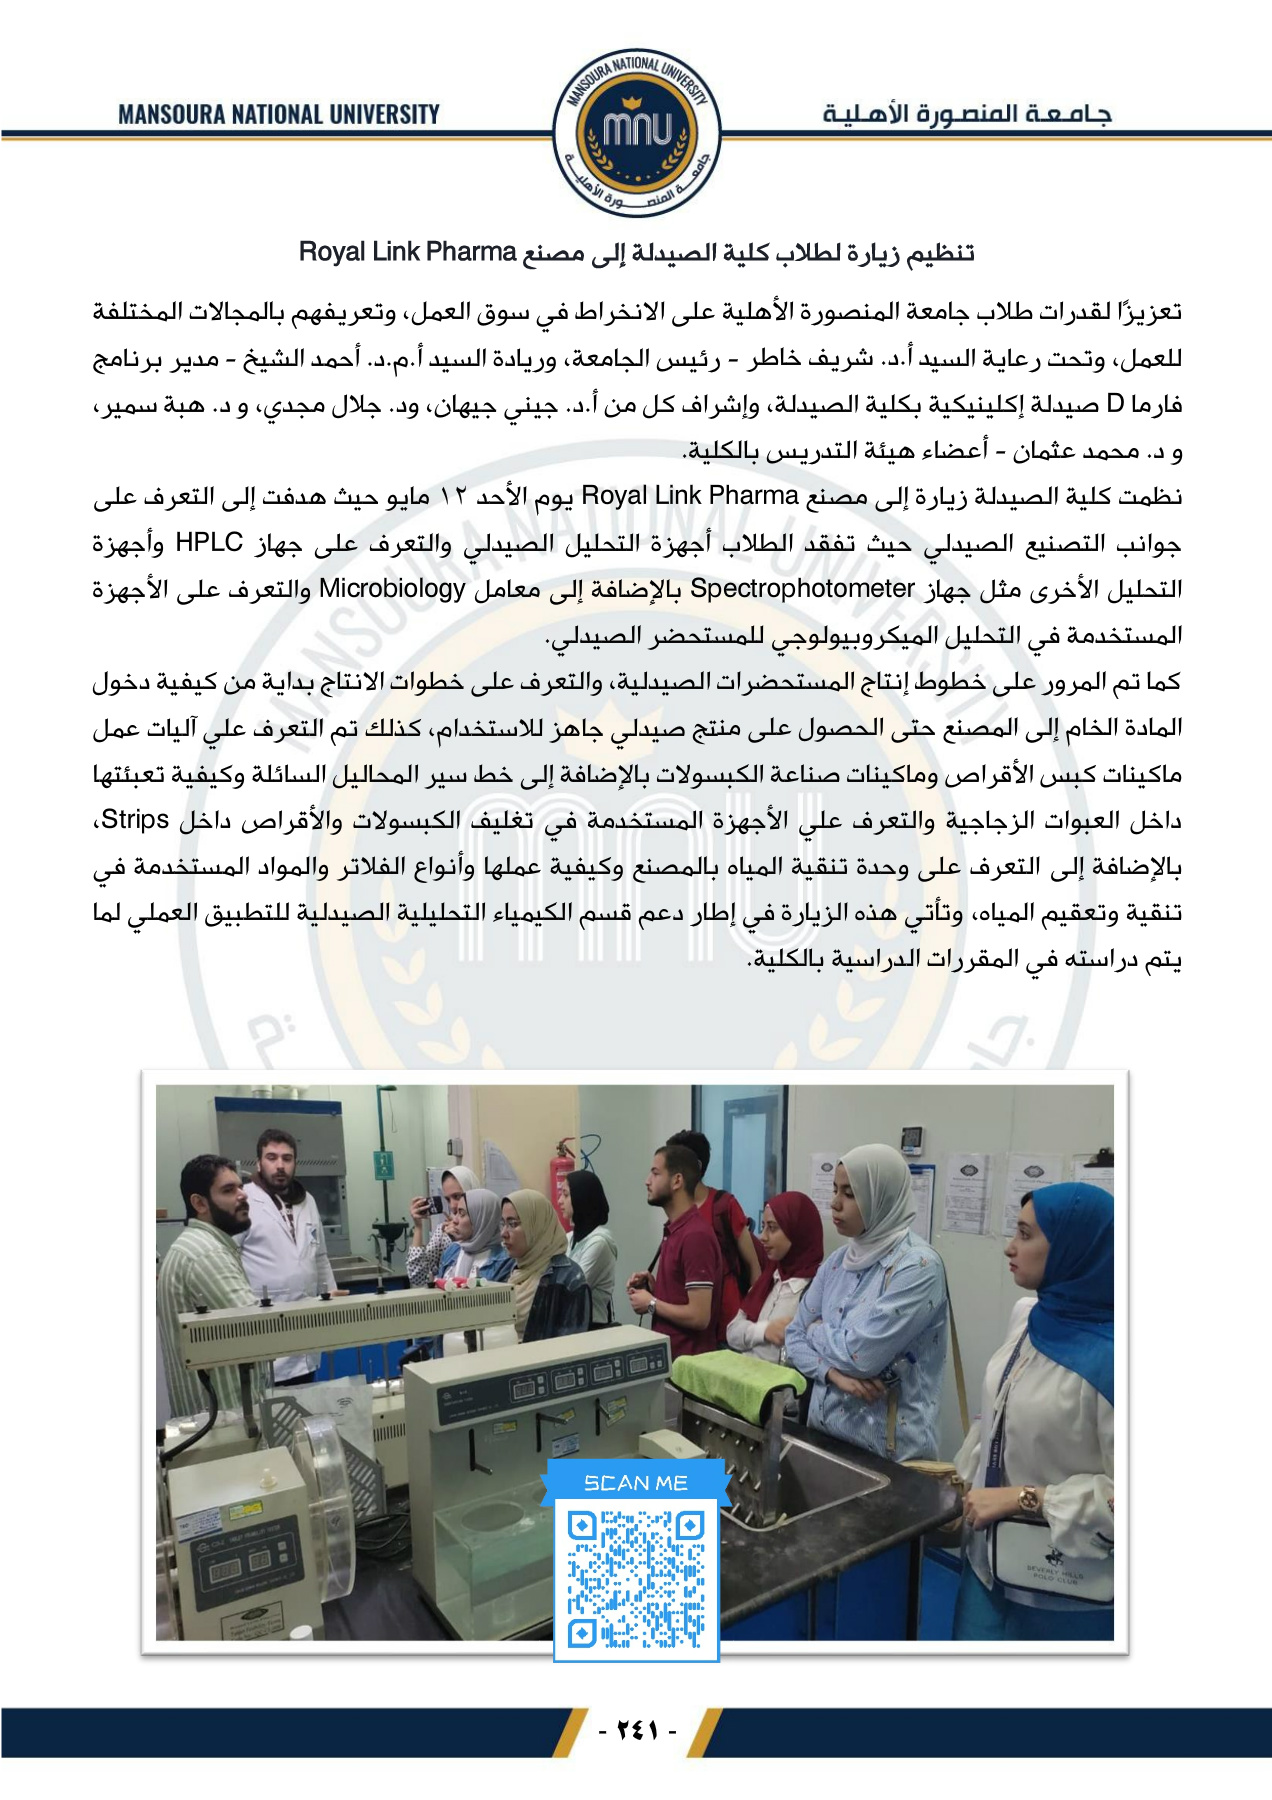 MANSOURA NATIONAL UNIVERSITY
جامعة المنصورة الأهلية
MANSOURA NATIONAL UNIVERSITY
mnu
جامعة المنصورة الأهلية
تنظيم زيارة لطلاب كلية الصيدلة إلى مصنع Royal Link Pharma
تعزيزًا لقدرات طلاب جامعة المنصورة الأهلية على الانخراط في سوق العمل، وتعريفهم بالمجالات المختلفة
للعمل، وتحت رعاية السيد أ.د. شريف خاطر - رئيس الجامعة، وريادة السيد أ.م.د. أحمد الشيخ - مدير برنامج
فارما D صيدلة إكلينيكية بكلية الصيدلة، وإشراف كل من أ.د. جيني جيهان، ود. جلال مجدي، و د. هبة سمير،
و د. محمد عثمان - أعضاء هيئة التدريس بالكلية.
نظمت كلية الصيدلة زيارة إلى مصنع Royal Link Pharma يوم الأحد ١٢ مايو حيث هدفت إلى التعرف على
جوانب التصنيع الصيدلي حيث تفقد الطلاب أجهزة التحليل الصيدلي والتعرف على جهاز HPLC وأجهزة
التحليل الأخرى مثل جهاز Spectrophotometer بالإضافة إلى معامل Microbiology والتعرف على الأجهزة
المستخدمة في التحليل الميكروبيولوجي للمستحضر الصيدلي.
كما تم المرور على خطوط إنتاج المستحضرات الصيدلية، والتعرف على خطوات الانتاج بداية من كيفية دخول
المادة الخام إلى المصنع حتى الحصول على منتج صيدلي جاهز للاستخدام، كذلك تم التعرف علي آليات عمل
ماكينات كبس الأقراص وماكينات صناعة الكبسولات بالإضافة إلى خط سير المحاليل السائلة وكيفية تعبئتها
داخل العبوات الزجاجية والتعرف علي الأجهزة المستخدمة في تغليف الكبسولات والأقراص داخل Strips،
بالإضافة إلى التعرف على وحدة تنقية المياه بالمصنع وكيفية عملها وأنواع الفلاتر والمواد المستخدمة في
تنقية وتعقيم المياه، وتأتي هذه الزيارة في إطار دعم قسم الكيمياء التحليلية الصيدلية للتطبيق العملي لما
يتم دراسته في المقررات الدراسية بالكلية.
SCAN ME
BEVERLY HILLS
POLO CLUB
- ٢٤١ -